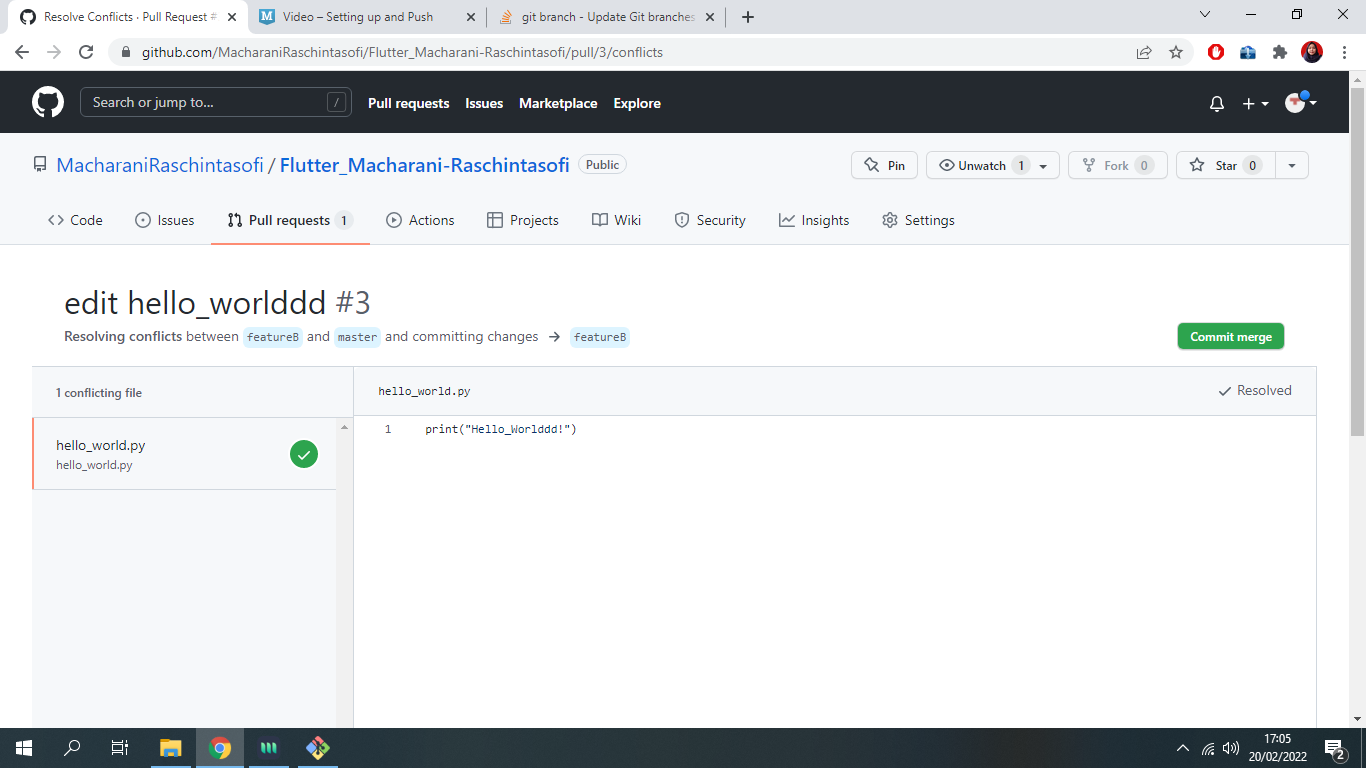 Resolve Conflicts · Pull Request #
Video – Setting up and Push
git branch - Update Git branches
github.com/MacharaniRaschintasofi/Flutter_Macharani-Raschintasofi/pull/3/conflicts
Search or jump to... /
Pull requests Issues Marketplace Explore
MacharaniRaschintasofi / Flutter_Macharani-Raschintasofi Public
Pin Unwatch 1 Fork 0 Star 0
Code Issues Pull requests 1 Actions Projects Wiki Security Insights Settings
edit hello_worlddd #3
Resolving conflicts between featureB and master and committing changes → featureB
Commit merge
1 conflicting file
hello_world.py
hello_world.py
hello_world.py Resolved
1 print("Hello_Worlddd!")
17:05
20/02/2022
2